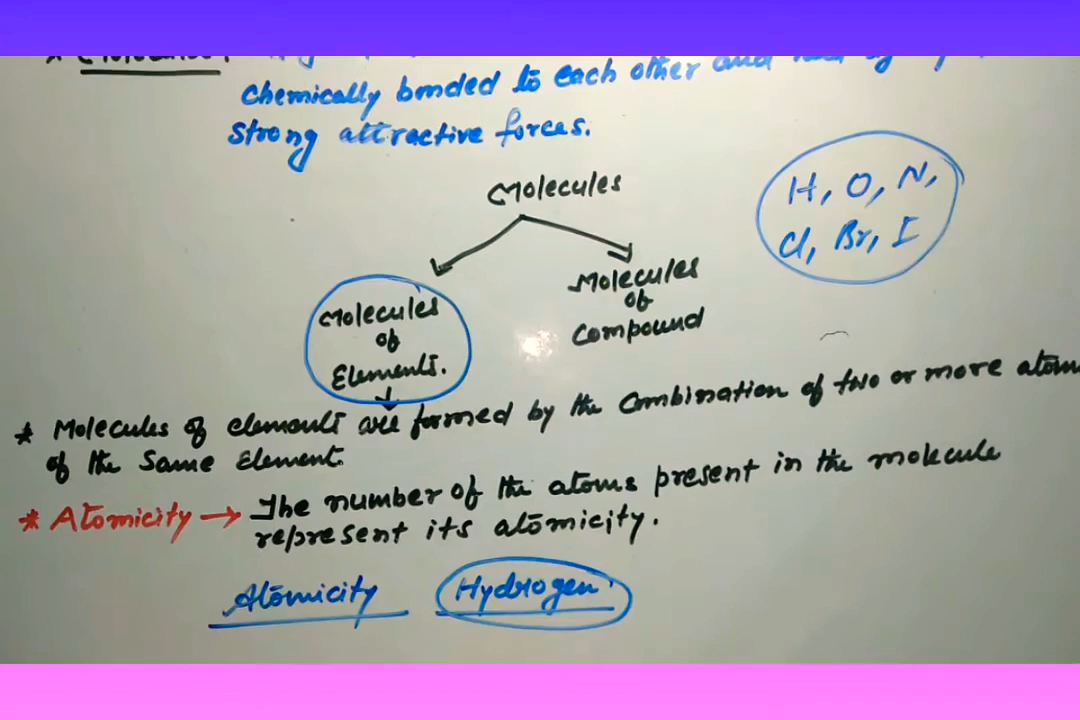 chemically bonded to each other and
strong attractive forces.
Molecules
H, O, N,
Cl, Br, I
Molecules
of
Elements.
Molecules
of
Compound
* Molecules of elements are formed by the combination of two or more atom
of the same Element.
* Atomicity → The number of the atoms present in the molecule
represent its atomicity.
Atomicity Hydrogen